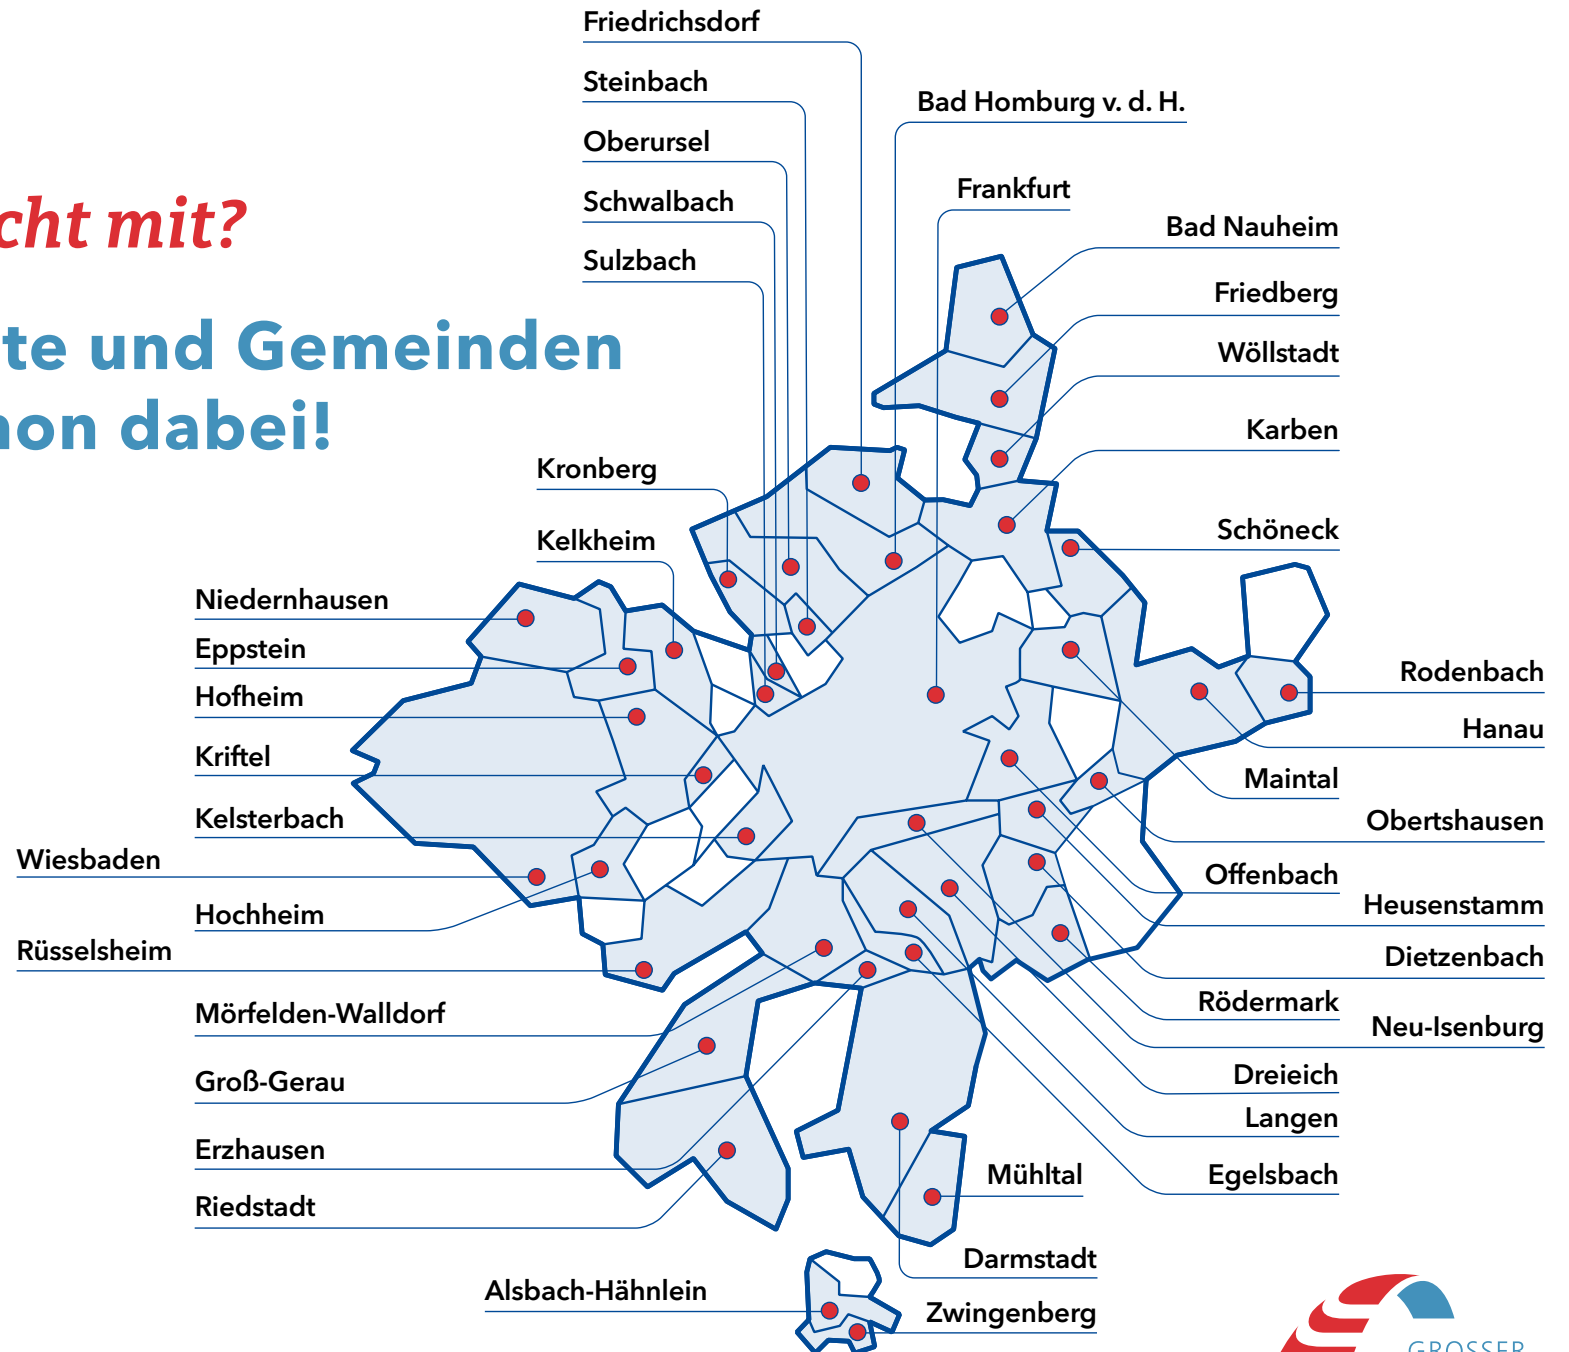 Friedrichsdorf
Steinbach
Oberursel
Schwalbach
Sulzbach
Bad Homburg v. d. H.
Frankfurt
Bad Nauheim
Friedberg
Wöllstadt
Karben
Schöneck
cht mit?
te und Gemeinden
on dabei!
Kronberg
Kelkheim
Niedernhausen
Eppstein
Hofheim
Kriftel
Kelsterbach
Wiesbaden
Hochheim
Rüsselsheim
Mörfelden-Walldorf
Groß-Gerau
Erzhausen
Riedstadt
Alsbach-Hähnlein
Rodenbach
Hanau
Maintal
Obertshausen
Offenbach
Heusenstamm
Dietzenbach
Rödermark
Neu-Isenburg
Dreieich
Langen
Egelsbach
Mühltal
Darmstadt
Zwingenberg
GROSSER